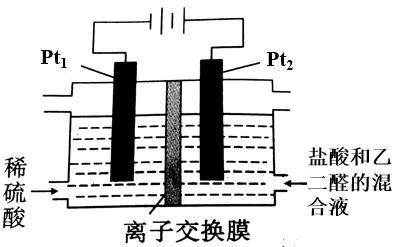 Pt₁
Pt₂
稀
硫
酸
盐酸和乙
二醛的混
合液
离子交换膜